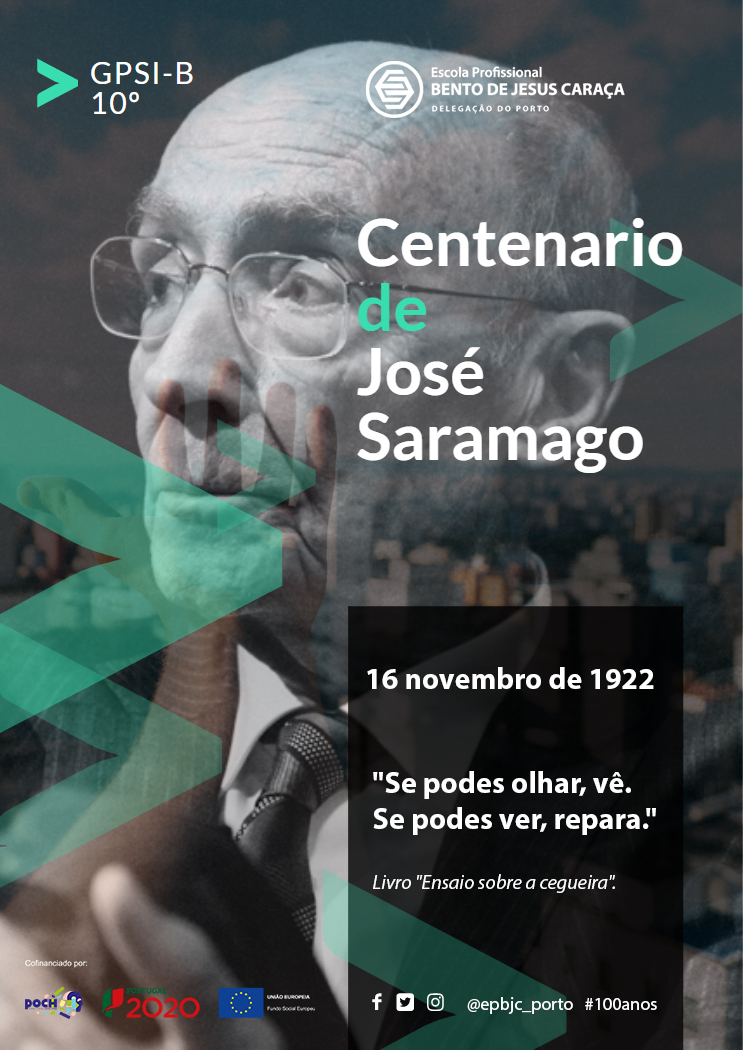 GPSI-B
10º
Escola Profissional
BENTO DE JESUS CARAÇA
DELEGAÇÃO DO PORTO
Centenario
de
José
Saramago
16 novembro de 1922
"Se podes olhar, vê.
Se podes ver, repara."
Livro "Ensaio sobre a cegueira".
Cofinanciado por:
POCH
PORTUGAL
2020
UNIÃO EUROPEIA
Fundo Social Europeu
@epbjc_porto #100anos